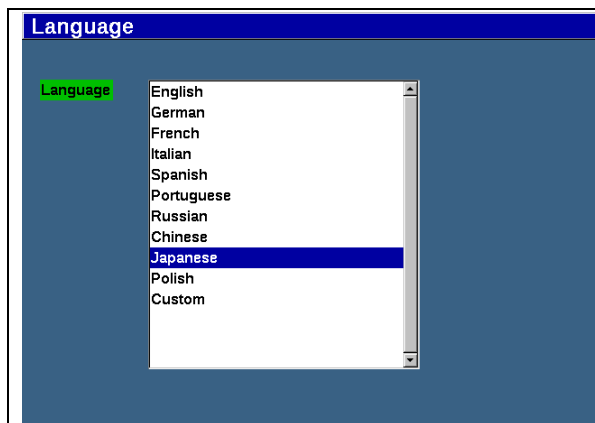 Language
Language
English
German
French
Italian
Spanish
Portuguese
Russian
Chinese
Japanese
Polish
Custom